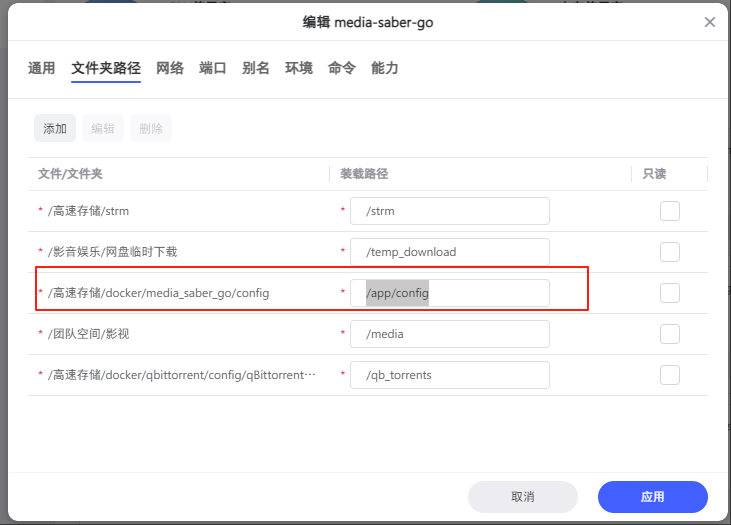 编辑 media-saber-go
通用 文件夹路径 网络 端口 别名 环境 命令 能力
添加 编辑 删除
文件/文件夹 装载路径 只读
* /高速存储/strm * /strm
* /影音娱乐/网盘临时下载 * /temp_download
* /高速存储/docker/media_saber_go/config * /app/config
* /团队空间/影视 * /media
* /高速存储/docker/qbittorrent/config/qBittorrent··· * /qb_torrents
取消 应用